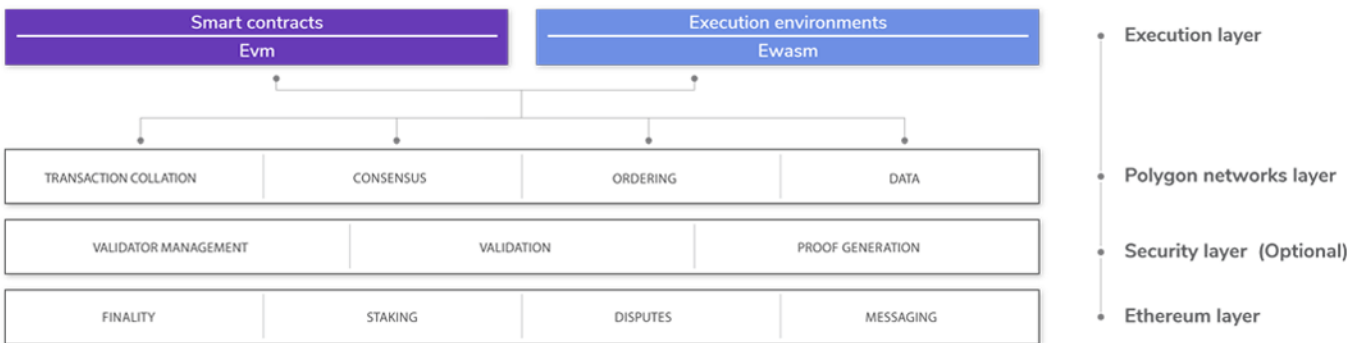 Smart contracts
Evm
Execution environments
Ewasm
Execution layer
TRANSACTION COLLATION
CONSENSUS
ORDERING
DATA
Polygon networks layer
VALIDATOR MANAGEMENT
VALIDATION
PROOF GENERATION
Security layer (Optional)
FINALITY
STAKING
DISPUTES
MESSAGING
Ethereum layer